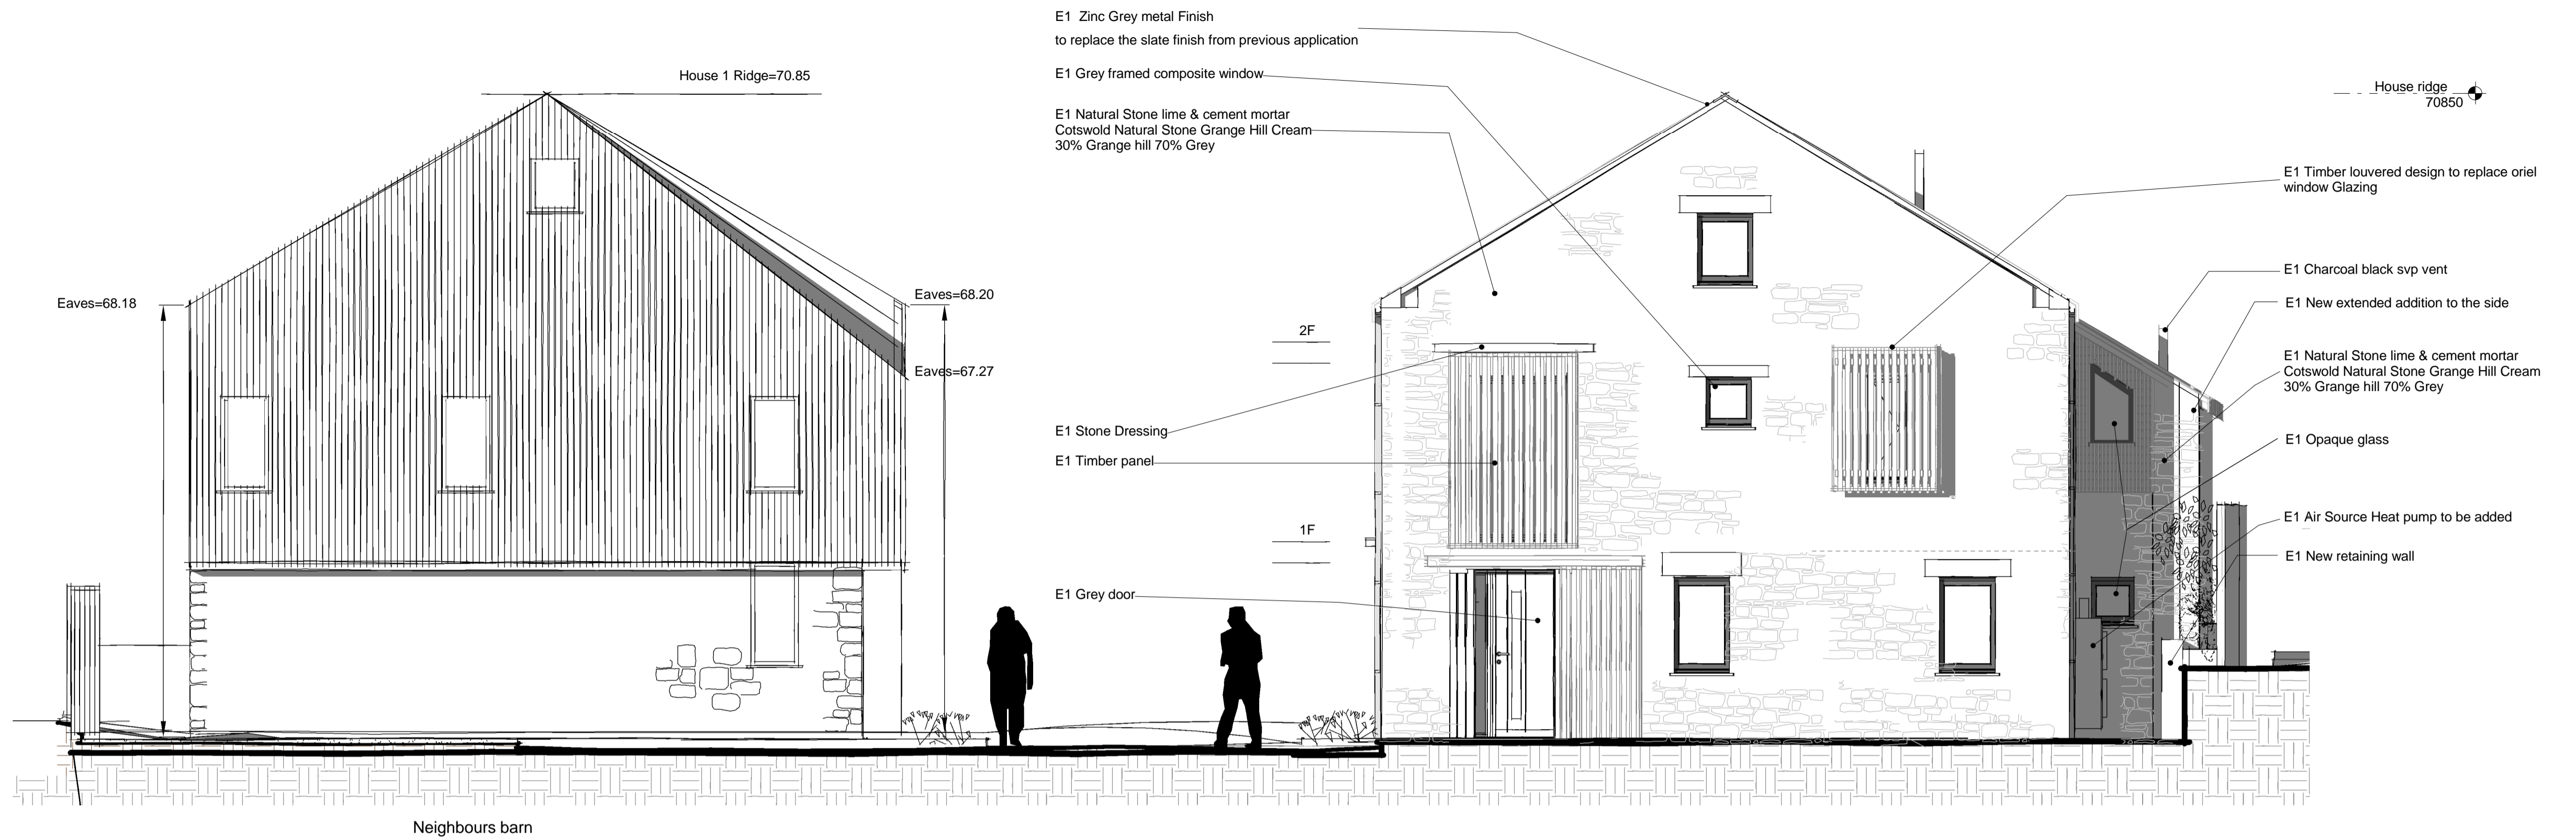 House 1 Ridge=70.85
Eaves=68.18
Eaves=68.20
Eaves=67.27
Neighbours barn
E1  Zinc Grey metal Finish
to replace the slate finish from previous application
E1 Grey framed composite window
E1 Natural Stone lime & cement mortar
Cotswold Natural Stone Grange Hill Cream
30% Grange hill 70% Grey
2F
E1 Stone Dressing
E1 Timber panel
1F
E1 Grey door
House ridge
70850
E1 Timber louvered design to replace oriel
window Glazing
E1 Charcoal black svp vent
E1 New extended addition to the side
E1 Natural Stone lime & cement mortar
Cotswold Natural Stone Grange Hill Cream
30% Grange hill 70% Grey
E1 Opaque glass
E1 Air Source Heat pump to be added
E1 New retaining wall